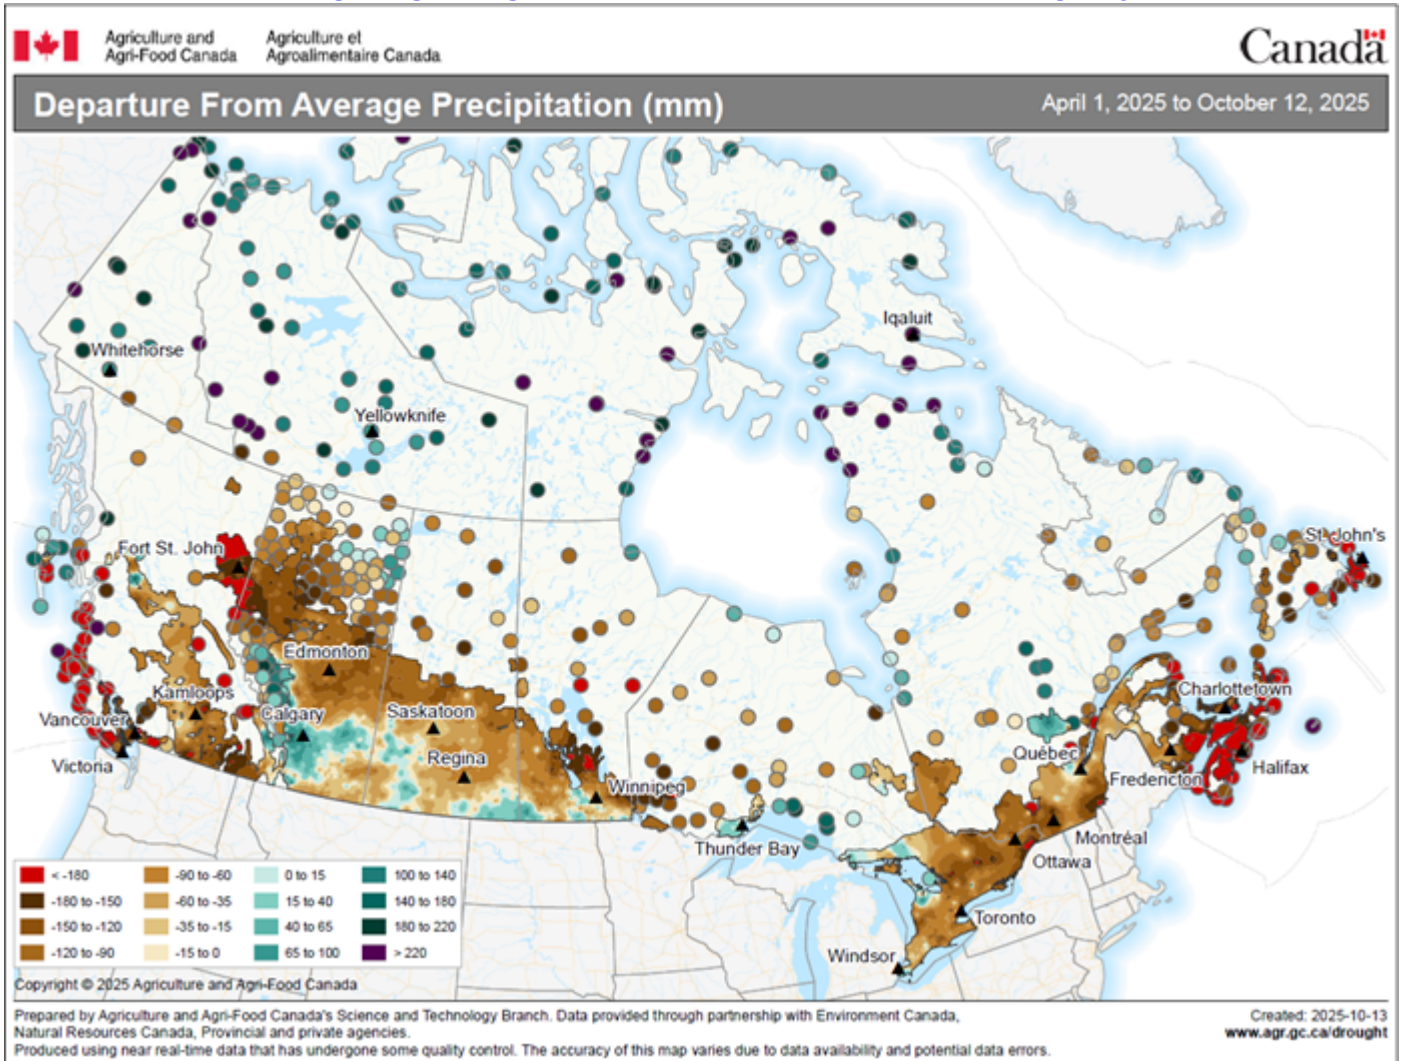 Agriculture and Agriculture et
Agri-Food Canada Agroalimentaire Canada
Canada
Departure From Average Precipitation (mm)
April 1, 2025 to October 12, 2025
Iqaluit
Whitehorse
Yellowknife
St. John's
Fort St. John
Edmonton
Kamloops
Charlottetown
Vancouver
Calgary
Saskatoon
Québec
Victoria
Regina
Halifax
Fredericton
Winnipeg
Thunder Bay
Montréal
Ottawa
Toronto
Windsor
< -180 -90 to -60 0 to 15 100 to 140
-180 to -150 -60 to -35 15 to 40 140 to 180
-150 to -120 -35 to -15 40 to 65 180 to 220
-120 to -90 -15 to 0 65 to 100 > 220
Copyright © 2025 Agriculture and Agri-Food Canada
Prepared by Agriculture and Agri-Food Canada's Science and Technology Branch. Data provided through partnership with Environment Canada,
Natural Resources Canada, Provincial and private agencies.
Produced using near real-time data that has undergone some quality control. The accuracy of this map varies due to data availability and potential data errors.
Created: 2025-10-13
www.agr.gc.ca/drought